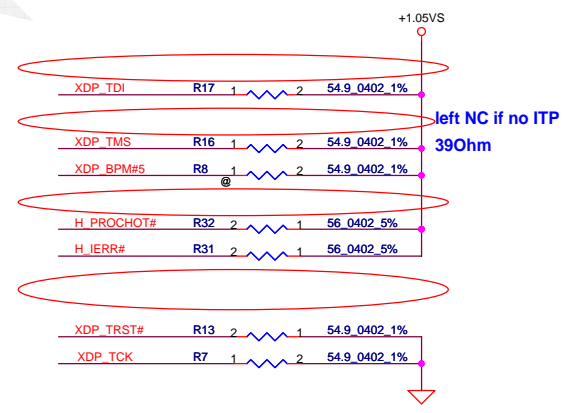 +1.05VS
XDP_TDI R17 1 2 54.9_0402_1%
left NC if no ITP
XDP_TMS R16 1 2 54.9_0402_1%
39Ohm
XDP_BPM#5 R8 1 2 54.9_0402_1%
@
H_PROCHOT# R32 2 1 56_0402_5%
H_IERR# R31 2 1 56_0402_5%
XDP_TRST# R13 2 1 54.9_0402_1%
XDP_TCK R7 1 2 54.9_0402_1%